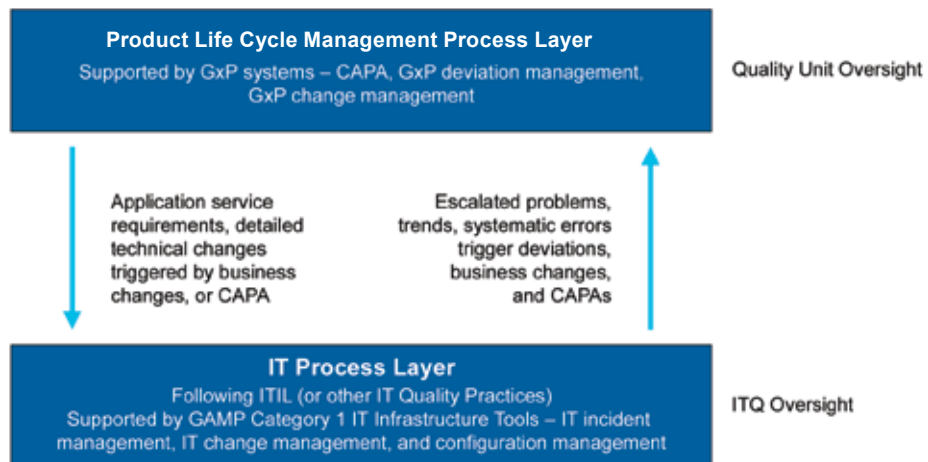 Product Life Cycle Management Process Layer
Supported by GxP systems – CAPA, GxP deviation management,
GxP change management
Quality Unit Oversight
Application service
requirements, detailed
technical changes
triggered by business
changes, or CAPA
Escalated problems,
trends, systematic errors
trigger deviations,
business changes,
and CAPAs
IT Process Layer
Following ITIL (or other IT Quality Practices)
Supported by GAMP Category 1 IT Infrastructure Tools – IT incident
management, IT change management, and configuration management
ITQ Oversight